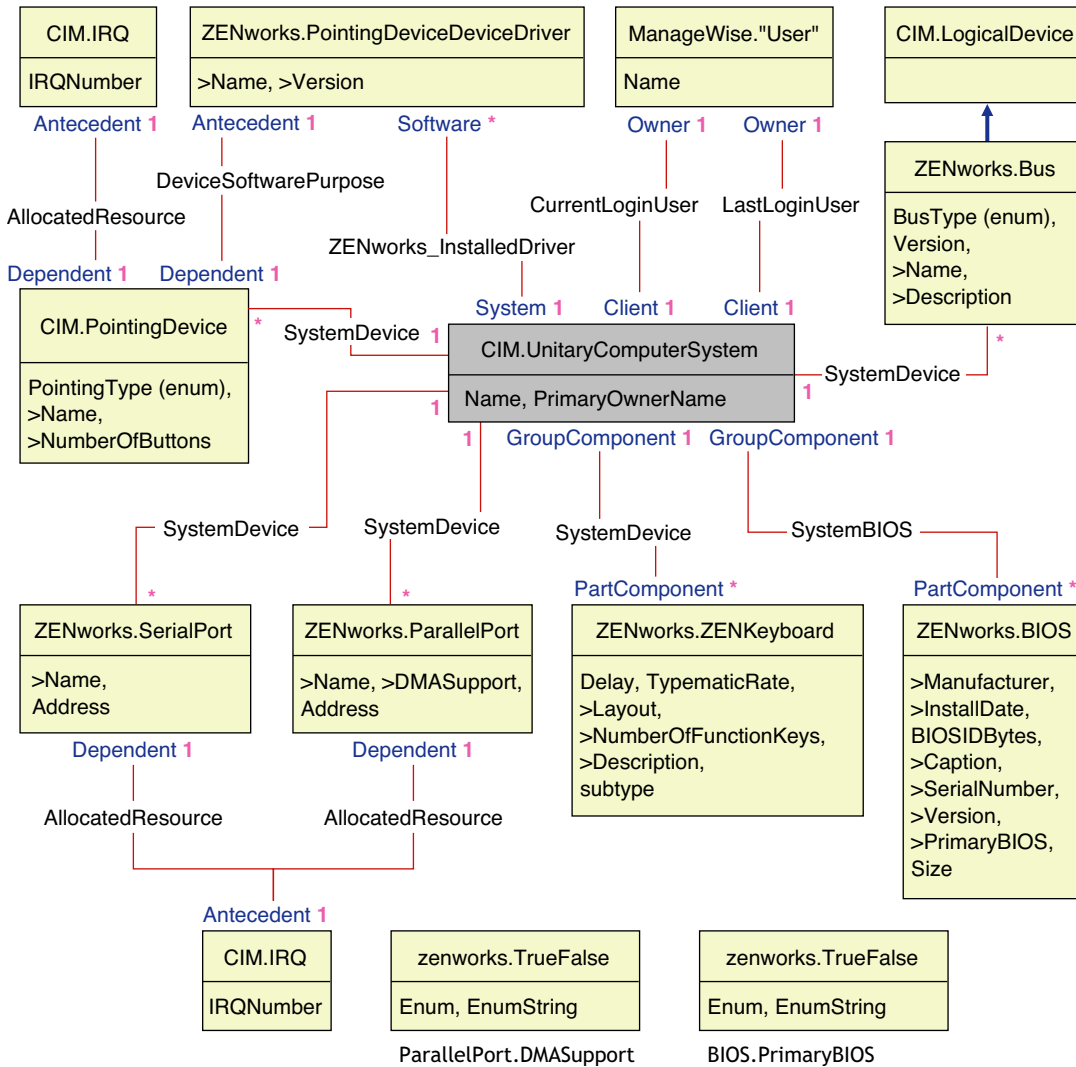 CIM.IRQ
IRQNumber
ZENworks.PointingDeviceDeviceDriver
>Name, >Version
ManageWise."User"
Name
CIM.LogicalDevice
Antecedent 1
Antecedent 1
Software *
Owner 1
Owner 1
AllocatedResource
DeviceSoftwarePurpose
ZENworks_InstalledDriver
CurrentLoginUser
LastLoginUser
ZENworks.Bus
BusType (enum),
Version,
>Name,
>Description
*
Dependent 1
Dependent 1
System 1
Client 1
Client 1
CIM.PointingDevice
PointingType (enum),
>Name,
>NumberOfButtons
*
SystemDevice
1
CIM.UnitaryComputerSystem
Name, PrimaryOwnerName
1
SystemDevice
1
1
GroupComponent 1
GroupComponent 1
SystemDevice
SystemDevice
SystemDevice
SystemBIOS
*
*
PartComponent *
PartComponent *
ZENworks.SerialPort
>Name,
Address
ZENworks.ParallelPort
>Name, >DMASupport,
Address
ZENworks.ZENKeyboard
Delay, TypematicRate,
>Layout,
>NumberOfFunctionKeys,
>Description,
subtype
ZENworks.BIOS
>Manufacturer,
>InstallDate,
BIOSIDBytes,
>Caption,
>SerialNumber,
>Version,
>PrimaryBIOS,
Size
Dependent 1
Dependent 1
AllocatedResource
AllocatedResource
Antecedent 1
CIM.IRQ
IRQNumber
zenworks.TrueFalse
Enum, EnumString
ParallelPort.DMASupport
zenworks.TrueFalse
Enum, EnumString
BIOS.PrimaryBIOS